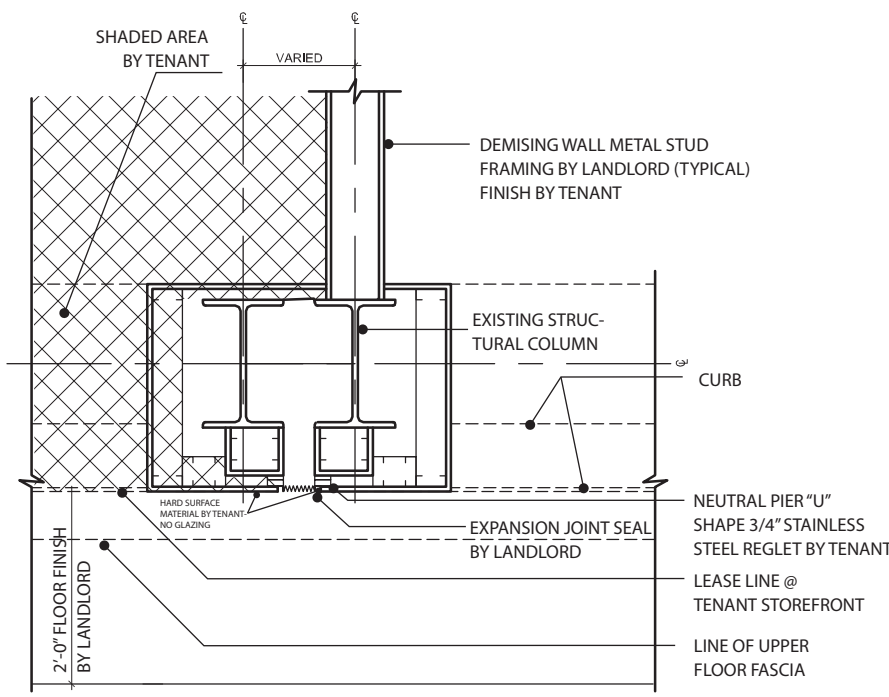 ℄
℄
SHADED AREA
BY TENANT
VARIED
DEMISING WALL METAL STUD
FRAMING BY LANDLORD (TYPICAL)
FINISH BY TENANT
EXISTING STRUC-
TURAL COLUMN
℄
CURB
HARD SURFACE
MATERIAL BY TENANT-
NO GLAZING
EXPANSION JOINT SEAL
BY LANDLORD
NEUTRAL PIER “U”
SHAPE 3/4” STAINLESS
STEEL REGLET BY TENANT
LEASE LINE @
TENANT STOREFRONT
LINE OF UPPER
FLOOR FASCIA
2'-0" FLOOR FINISH
BY LANDLORD